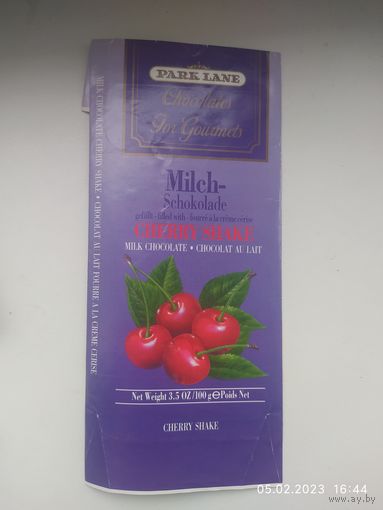 PARK LANE
Chocolates
For Gourmets
Milch-
Schokolade
gefüllt - filled with - fourré à la crème cerise
CHERRY SHAKE
MILK CHOCOLATE • CHOCOLAT AU LAIT
Net Weight 3.5 OZ/100 g ℮ Poids Net
CHERRY SHAKE
MILK CHOCOLATE CHERRY SHAKE • CHOCOLAT AU LAIT FOURRE A LA CREME CERISE
05.02.2023 16:44
www.ay.by